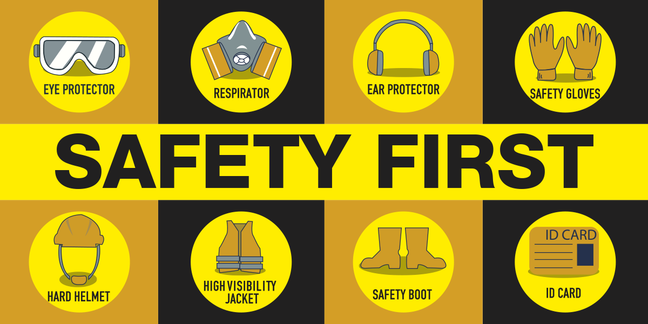 EYE PROTECTOR
RESPIRATOR
EAR PROTECTOR
SAFETY GLOVES
SAFETY FIRST
HARD HELMET
HIGH VISIBILITY
JACKET
SAFETY BOOT
ID CARD
ID CARD